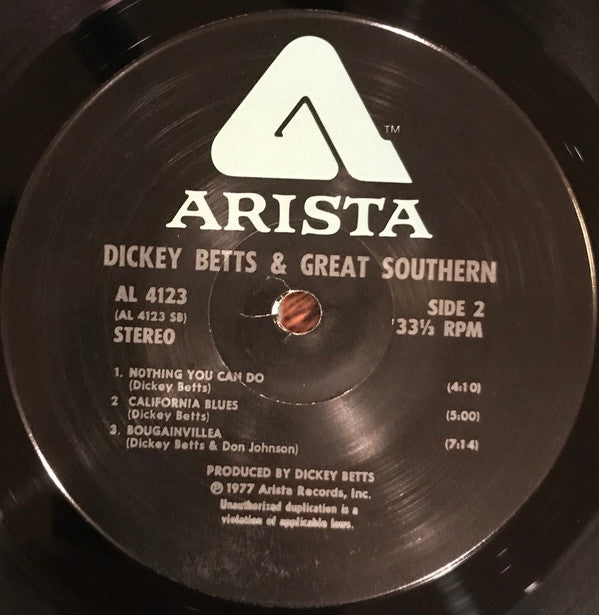 TM
ARISTA
DICKEY BETTS & GREAT SOUTHERN
AL 4123
(AL 4123 SB)
STEREO
SIDE 2
33⅓ RPM
1. NOTHING YOU CAN DO
(Dickey Betts) (4:10)
2 CALIFORNIA BLUES
(Dickey Betts) (5:00)
3. BOUGAINVILLEA
(Dickey Betts & Don Johnson) (7:14)
PRODUCED BY DICKEY BETTS
℗ 1977 Arista Records, Inc.
Unauthorized duplication is a
violation of applicable laws.